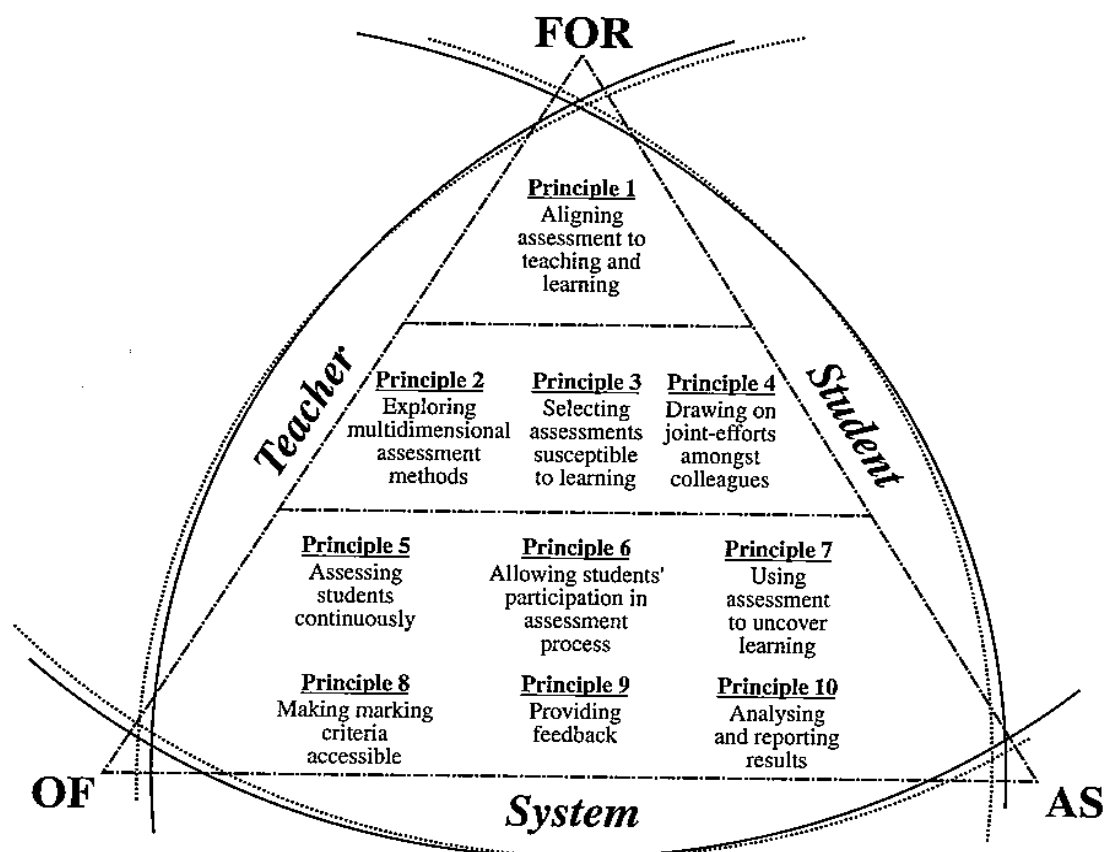 FOR
Principle 1
Aligning
assessment to
teaching and
learning
Teacher
Student
Principle 2
Exploring
multidimensional
assessment
methods
Principle 3
Selecting
assessments
susceptible
to learning
Principle 4
Drawing on
joint-efforts
amongst
colleagues
Principle 5
Assessing
students
continuously
Principle 6
Allowing students'
participation in
assessment
process
Principle 7
Using
assessment
to uncover
learning
Principle 8
Making marking
criteria
accessible
Principle 9
Providing
feedback
Principle 10
Analysing
and reporting
results
OF
System
AS